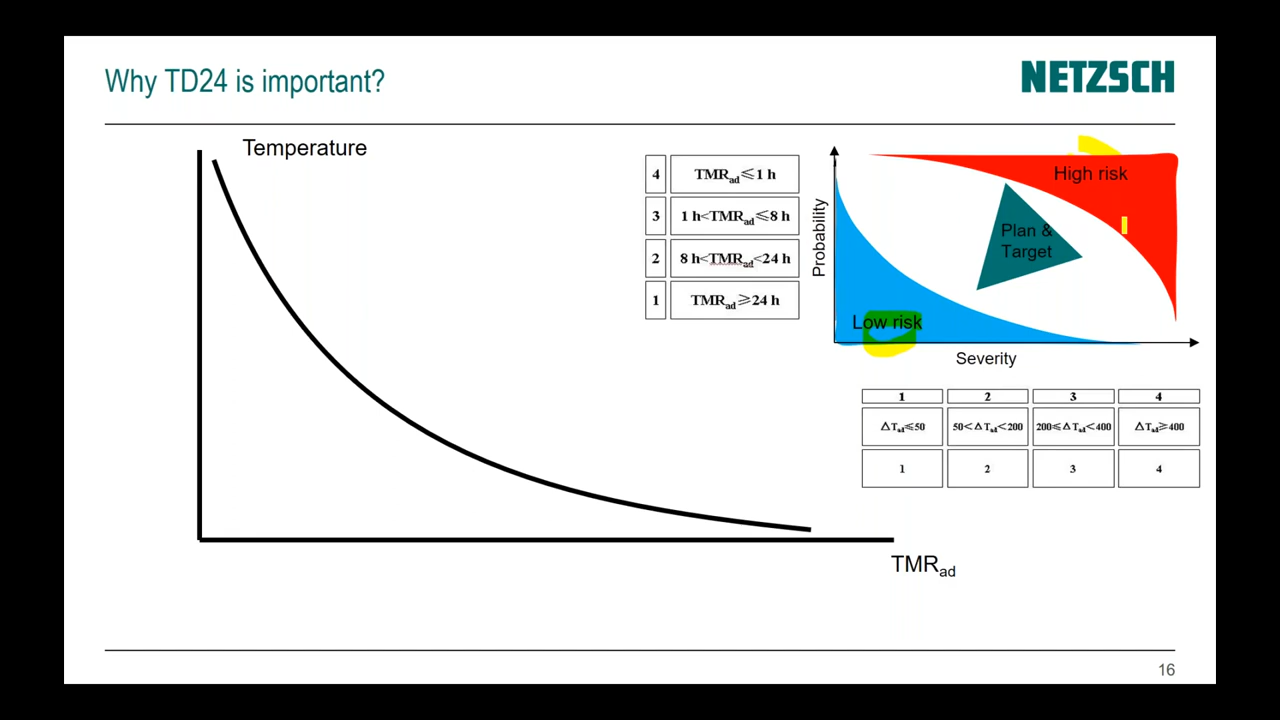 Why TD24 is important?
NETZSCH
Temperature
4 TMRad≤1 h
3 1 h<TMRad≤8 h
2 8 h<TMRad<24 h
1 TMRad≥24 h
Probability
High risk
Plan &
Target
Low risk
Severity
1 2 3 4
△Tad≤50 50<△Tad<200 200≤△Tad<400 △Tad≥400
1 2 3 4
TMRad
16